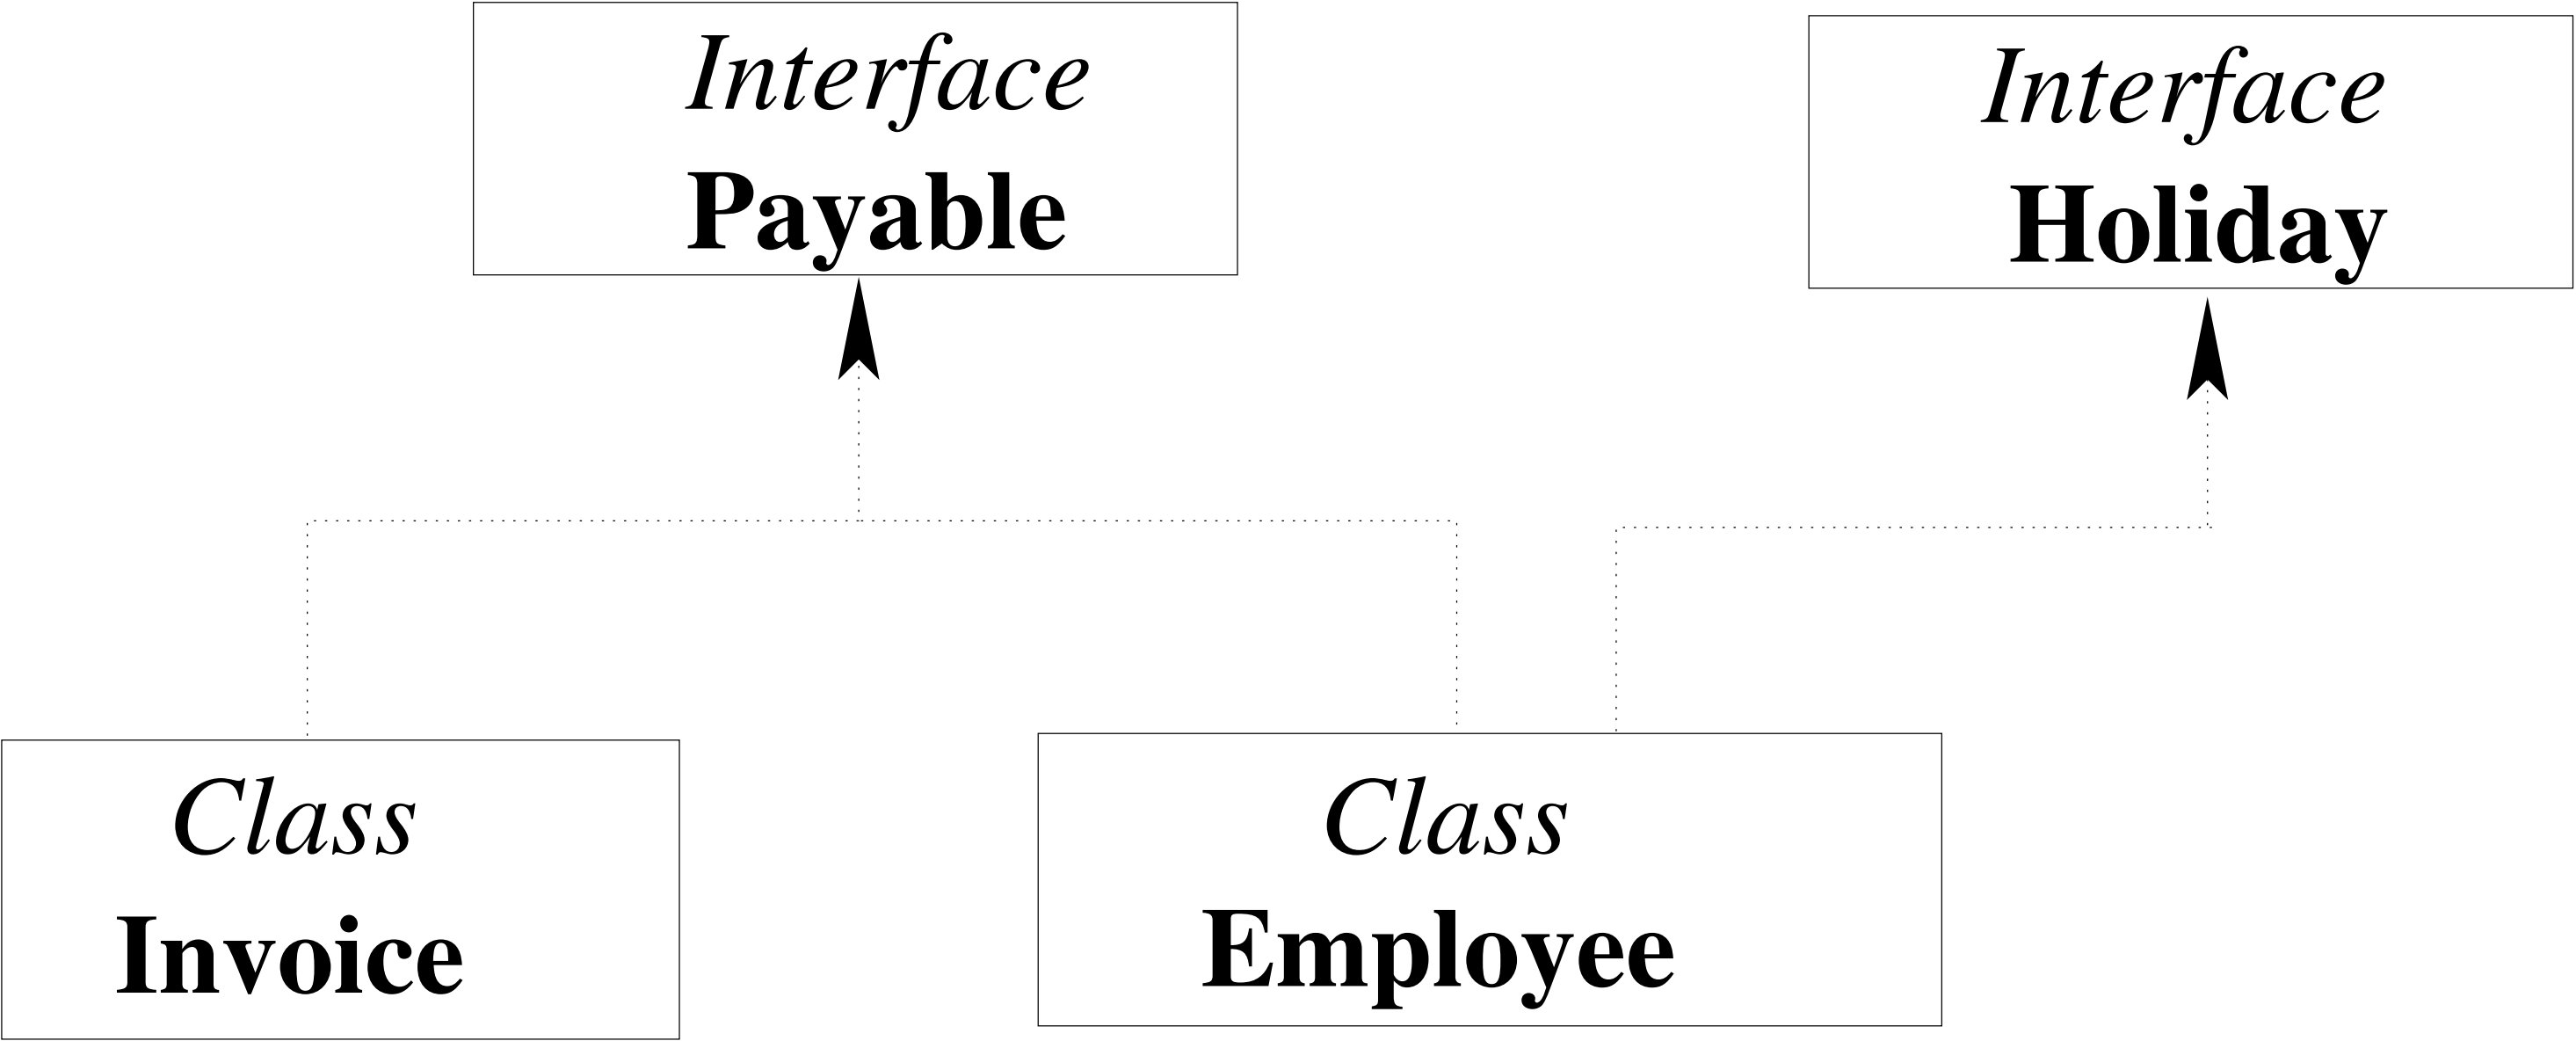 Interface
Payable
Interface
Holiday
Class
Invoice
Class
Employee